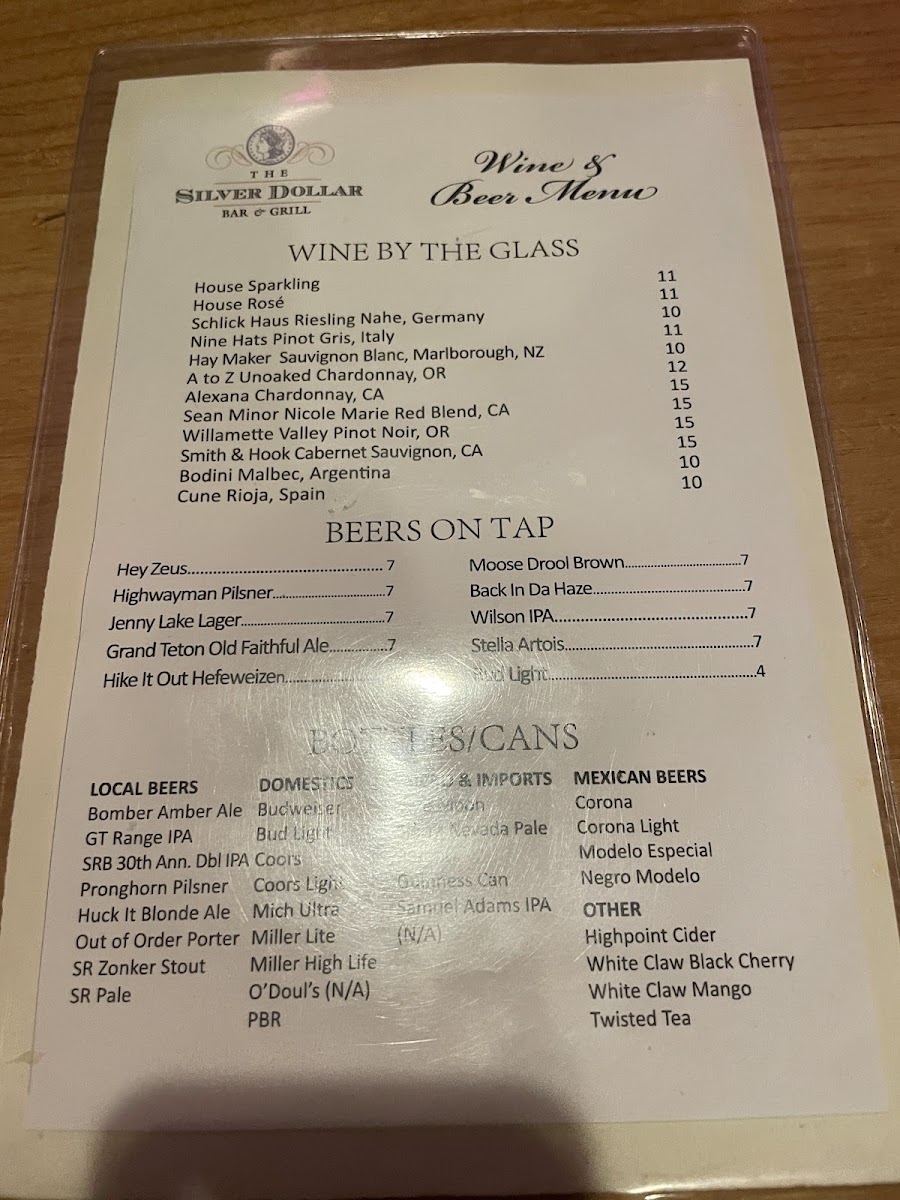 THE
SILVER DOLLAR
BAR & GRILL
Wine &
Beer Menu
WINE BY THE GLASS
House Sparkling 11
House Rosé 11
Schlick Haus Riesling Nahe, Germany 10
Nine Hats Pinot Gris, Italy 11
Hay Maker Sauvignon Blanc, Marlborough, NZ 10
A to Z Unoaked Chardonnay, OR 12
Alexana Chardonnay, CA 15
Sean Minor Nicole Marie Red Blend, CA 15
Willamette Valley Pinot Noir, OR 15
Smith & Hook Cabernet Sauvignon, CA 15
Bodini Malbec, Argentina 10
Cune Rioja, Spain 10
BEERS ON TAP
Hey Zeus 7
Highwayman Pilsner 7
Jenny Lake Lager 7
Grand Teton Old Faithful Ale 7
Hike It Out Hefeweizen
Moose Drool Brown 7
Back In Da Haze 7
Wilson IPA 7
Stella Artois 7
Bud Light 4
BOTTLES/CANS
LOCAL BEERS
Bomber Amber Ale
GT Range IPA
SRB 30th Ann. Dbl IPA
Pronghorn Pilsner
Huck It Blonde Ale
Out of Order Porter
SR Zonker Stout
SR Pale
DOMESTICS
Budweiser
Bud Light
Coors
Coors Light
Mich Ultra
Miller Lite
Miller High Life
O'Doul's (N/A)
PBR
& IMPORTS
Nevada Pale
Guinness Can
Samuel Adams IPA
(N/A)
MEXICAN BEERS
Corona
Corona Light
Modelo Especial
Negro Modelo
OTHER
Highpoint Cider
White Claw Black Cherry
White Claw Mango
Twisted Tea